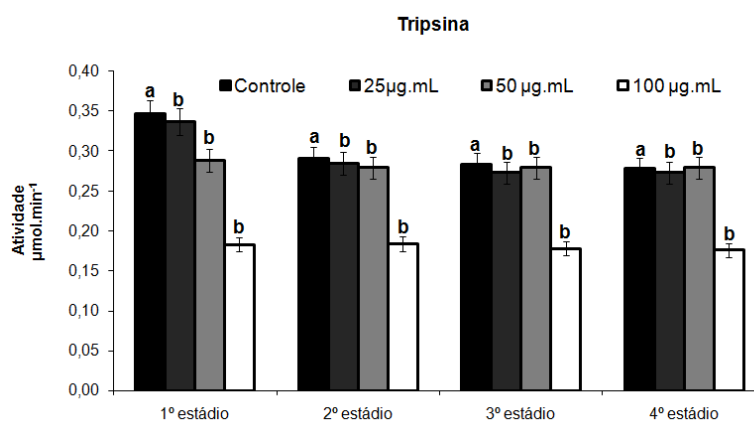 Tripsina
Controle 25µg.mL 50 µg.mL 100 µg.mL
Atividade
µmol.min⁻¹
0,40
0,35
0,30
0,25
0,20
0,15
0,10
0,05
0,00
a b b b
a b b b
a b b b
a b b b
1º estádio 2º estádio 3º estádio 4º estádio